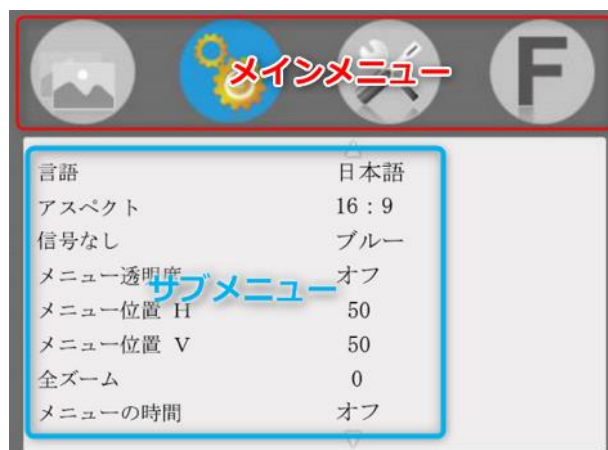 F
メインメニュー
言語 日本語
アスペクト 16：9
信号なし ブルー
メニュー透明度 オフ
サブメニュー
メニュー位置 H 50
メニュー位置 V 50
全ズーム 0
メニューの時間 オフ